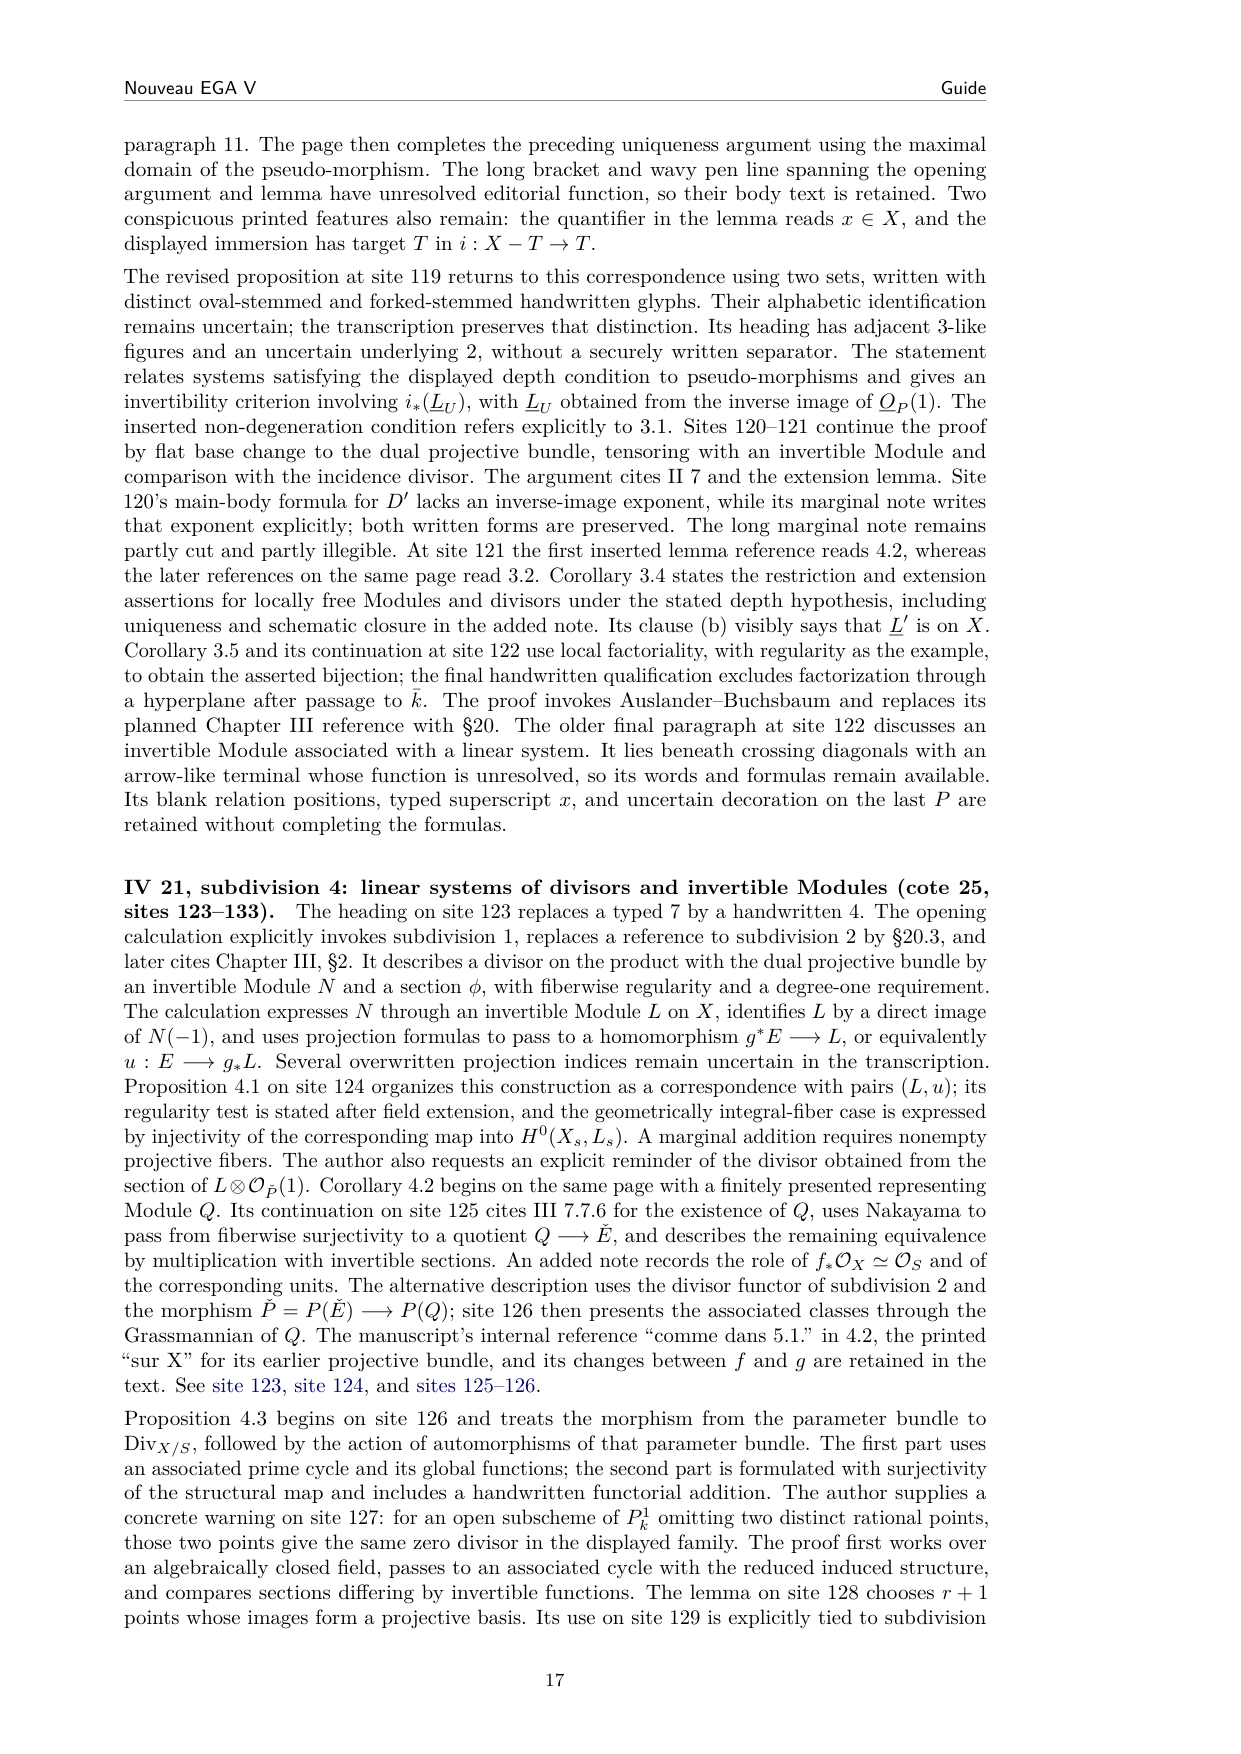 Nouveau EGA V Guide
paragraph 11. The page then completes the preceding uniqueness argument using the maximal
domain of the pseudo-morphism. The long bracket and wavy pen line spanning the opening
argument and lemma have unresolved editorial function, so their body text is retained. Two
conspicuous printed features also remain: the quantifier in the lemma reads x ∈ X, and the
displayed immersion has target T in i : X − T → T.
The revised proposition at site 119 returns to this correspondence using two sets, written with
distinct oval-stemmed and forked-stemmed handwritten glyphs. Their alphabetic identification
remains uncertain; the transcription preserves that distinction. Its heading has adjacent 3-like
figures and an uncertain underlying 2, without a securely written separator. The statement
relates systems satisfying the displayed depth condition to pseudo-morphisms and gives an
invertibility criterion involving i_*(L_U), with L_U obtained from the inverse image of O_P(1). The
inserted non-degeneration condition refers explicitly to 3.1. Sites 120–121 continue the proof
by flat base change to the dual projective bundle, tensoring with an invertible Module and
comparison with the incidence divisor. The argument cites II 7 and the extension lemma. Site
120's main-body formula for D′ lacks an inverse-image exponent, while its marginal note writes
that exponent explicitly; both written forms are preserved. The long marginal note remains
partly cut and partly illegible. At site 121 the first inserted lemma reference reads 4.2, whereas
the later references on the same page read 3.2. Corollary 3.4 states the restriction and extension
assertions for locally free Modules and divisors under the stated depth hypothesis, including
uniqueness and schematic closure in the added note. Its clause (b) visibly says that L′ is on X.
Corollary 3.5 and its continuation at site 122 use local factoriality, with regularity as the example,
to obtain the asserted bijection; the final handwritten qualification excludes factorization through
a hyperplane after passage to k̄. The proof invokes Auslander–Buchsbaum and replaces its
planned Chapter III reference with §20. The older final paragraph at site 122 discusses an
invertible Module associated with a linear system. It lies beneath crossing diagonals with an
arrow-like terminal whose function is unresolved, so its words and formulas remain available.
Its blank relation positions, typed superscript x, and uncertain decoration on the last P are
retained without completing the formulas.
IV 21, subdivision 4: linear systems of divisors and invertible Modules (cote 25,
sites 123–133). The heading on site 123 replaces a typed 7 by a handwritten 4. The opening
calculation explicitly invokes subdivision 1, replaces a reference to subdivision 2 by §20.3, and
later cites Chapter III, §2. It describes a divisor on the product with the dual projective bundle by
an invertible Module N and a section ϕ, with fiberwise regularity and a degree-one requirement.
The calculation expresses N through an invertible Module L on X, identifies L by a direct image
of N(−1), and uses projection formulas to pass to a homomorphism g*E ⟶ L, or equivalently
u : E ⟶ g_*L. Several overwritten projection indices remain uncertain in the transcription.
Proposition 4.1 on site 124 organizes this construction as a correspondence with pairs (L, u); its
regularity test is stated after field extension, and the geometrically integral-fiber case is expressed
by injectivity of the corresponding map into H⁰(X_s, L_s). A marginal addition requires nonempty
projective fibers. The author also requests an explicit reminder of the divisor obtained from the
section of L⊗𝒪_P̌(1). Corollary 4.2 begins on the same page with a finitely presented representing
Module Q. Its continuation on site 125 cites III 7.7.6 for the existence of Q, uses Nakayama to
pass from fiberwise surjectivity to a quotient Q ⟶ Ě, and describes the remaining equivalence
by multiplication with invertible sections. An added note records the role of f_*𝒪_X ≃ 𝒪_S and of
the corresponding units. The alternative description uses the divisor functor of subdivision 2 and
the morphism P̌ = P(Ě) ⟶ P(Q); site 126 then presents the associated classes through the
Grassmannian of Q. The manuscript's internal reference “comme dans 5.1.” in 4.2, the printed
“sur X” for its earlier projective bundle, and its changes between f and g are retained in the
text. See site 123, site 124, and sites 125–126.
Proposition 4.3 begins on site 126 and treats the morphism from the parameter bundle to
Div_{X/S}, followed by the action of automorphisms of that parameter bundle. The first part uses
an associated prime cycle and its global functions; the second part is formulated with surjectivity
of the structural map and includes a handwritten functorial addition. The author supplies a
concrete warning on site 127: for an open subscheme of P¹_k omitting two distinct rational points,
those two points give the same zero divisor in the displayed family. The proof first works over
an algebraically closed field, passes to an associated cycle with the reduced induced structure,
and compares sections differing by invertible functions. The lemma on site 128 chooses r + 1
points whose images form a projective basis. Its use on site 129 is explicitly tied to subdivision
17